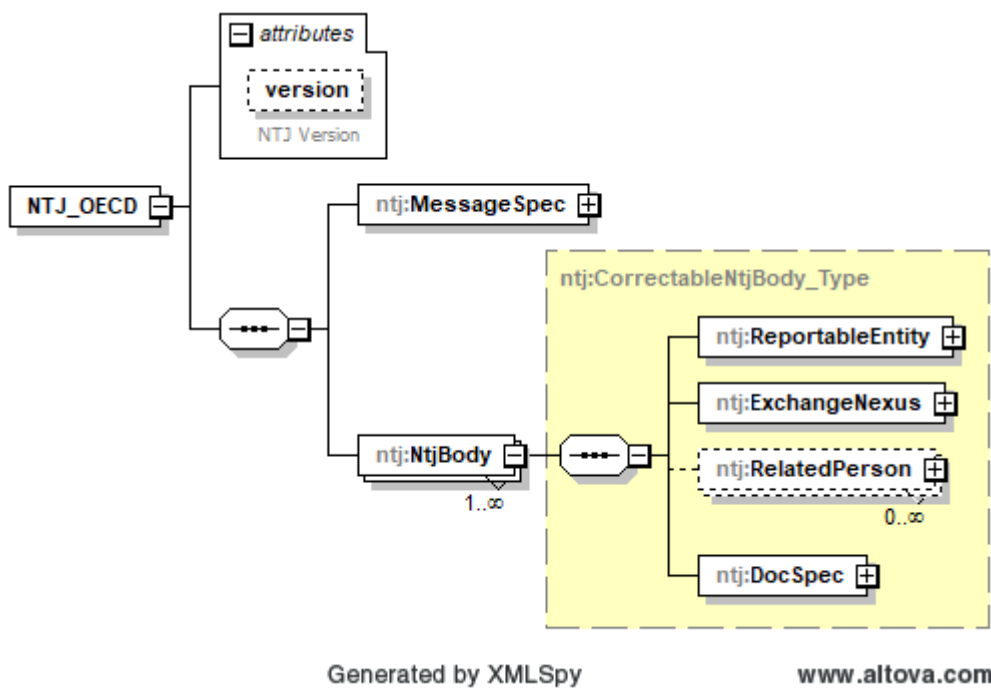 attributes
version
NTJ Version
NTJ_OECD
ntj:MessageSpec
ntj:CorrectableNtjBody_Type
ntj:ReportableEntity
ntj:ExchangeNexus
ntj:NtjBody
1..∞
ntj:RelatedPerson
0..∞
ntj:DocSpec
Generated by XMLSpy www.altova.com